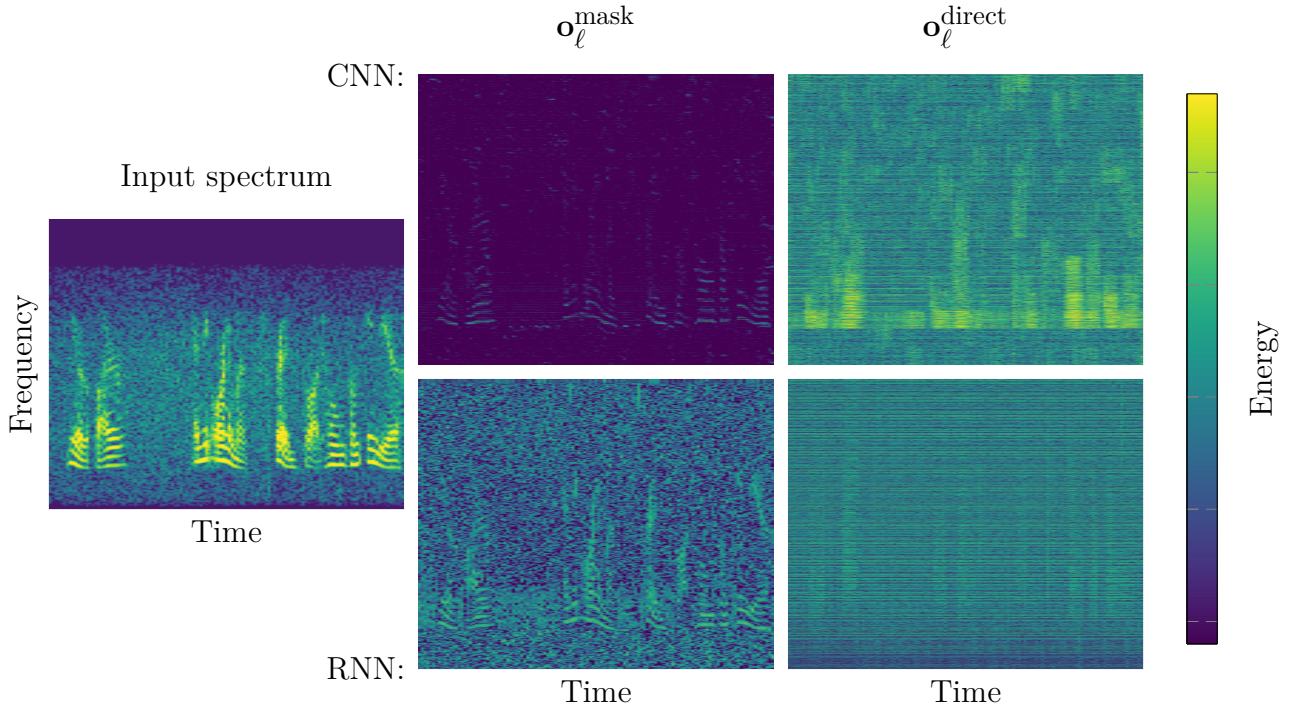 𝐨_ℓ^mask
𝐨_ℓ^direct
CNN:
Input spectrum
Frequency
Time
Energy
RNN:
Time
Time